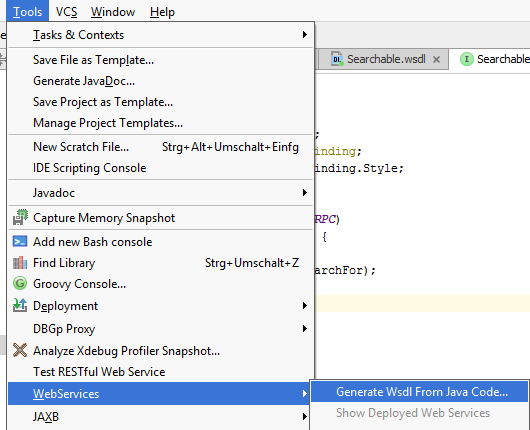 Tools VCS Window Help
Tasks & Contexts
Save File as Template...
Generate JavaDoc...
Save Project as Template...
Manage Project Templates...
New Scratch File... Strg+Alt+Umschalt+Einfg
IDE Scripting Console
Javadoc
Capture Memory Snapshot
Add new Bash console
Find Library Strg+Umschalt+Z
Groovy Console...
Deployment
DBGp Proxy
Analyze Xdebug Profiler Snapshot...
Test RESTful Web Service
WebServices
JAXB
Generate Wsdl From Java Code...
Show Deployed Web Services
Searchable.wsdl Searchable
;
inding;
inding.Style;
RPC)
{
archFor);